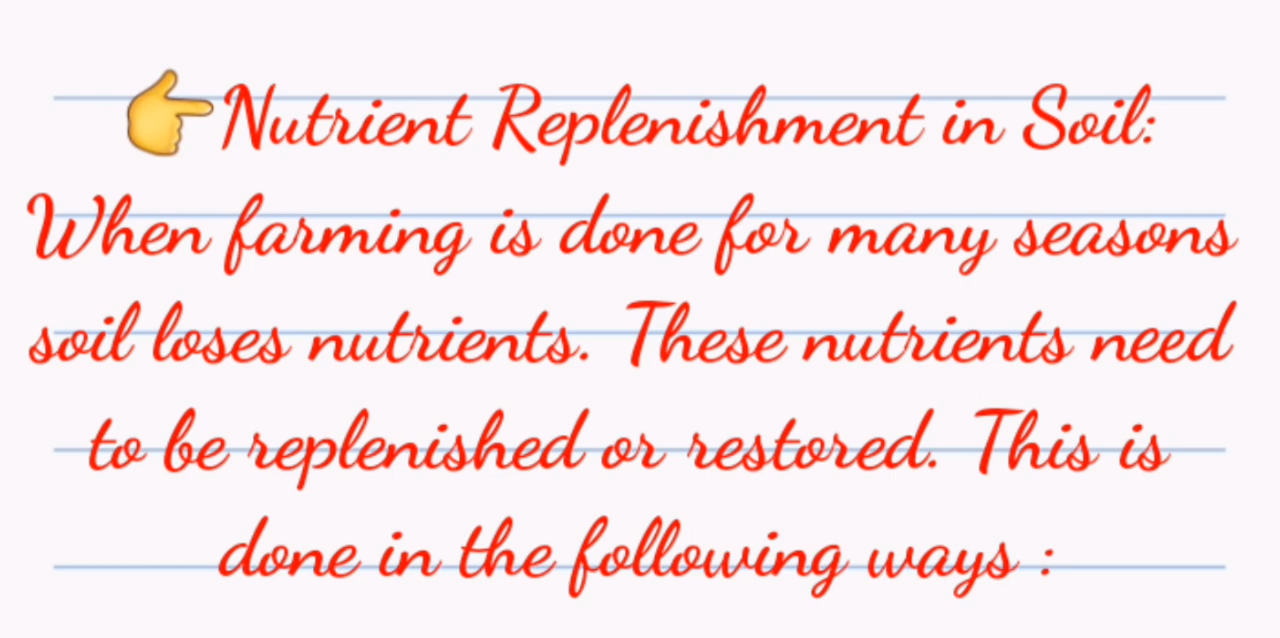 👉Nutrient Replenishment in Soil:
When farming is done for many seasons
soil loses nutrients. These nutrients need
to be replenished or restored. This is
done in the following ways :